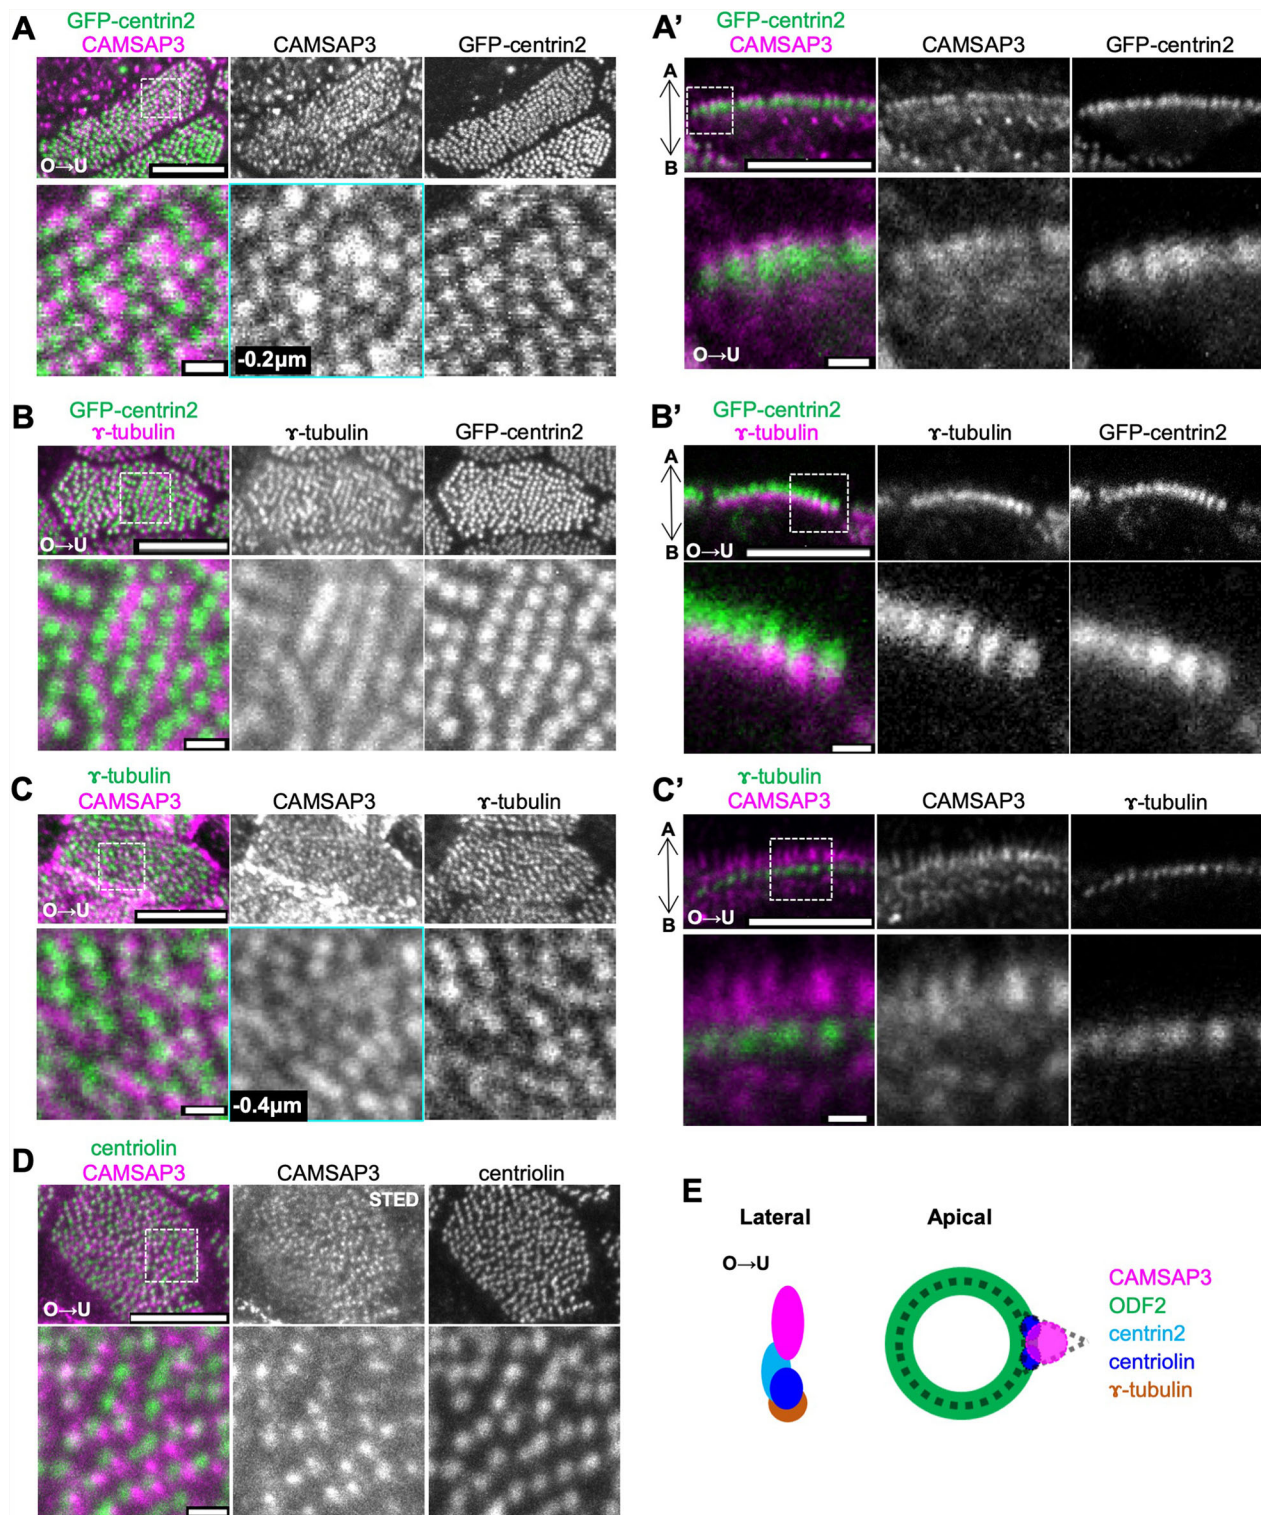 A
GFP-centrin2
CAMSAP3
CAMSAP3
GFP-centrin2
O→U
-0.2µm
A’
GFP-centrin2
CAMSAP3
CAMSAP3
GFP-centrin2
A
B
O→U
B
GFP-centrin2
ɤ-tubulin
ɤ-tubulin
GFP-centrin2
O→U
B’
GFP-centrin2
ɤ-tubulin
ɤ-tubulin
GFP-centrin2
A
B
O→U
C
ɤ-tubulin
CAMSAP3
CAMSAP3
ɤ-tubulin
O→U
-0.4µm
C’
ɤ-tubulin
CAMSAP3
CAMSAP3
ɤ-tubulin
A
B
O→U
D
centriolin
CAMSAP3
CAMSAP3
centriolin
STED
O→U
E
Lateral
Apical
O→U
CAMSAP3
ODF2
centrin2
centriolin
ɤ-tubulin